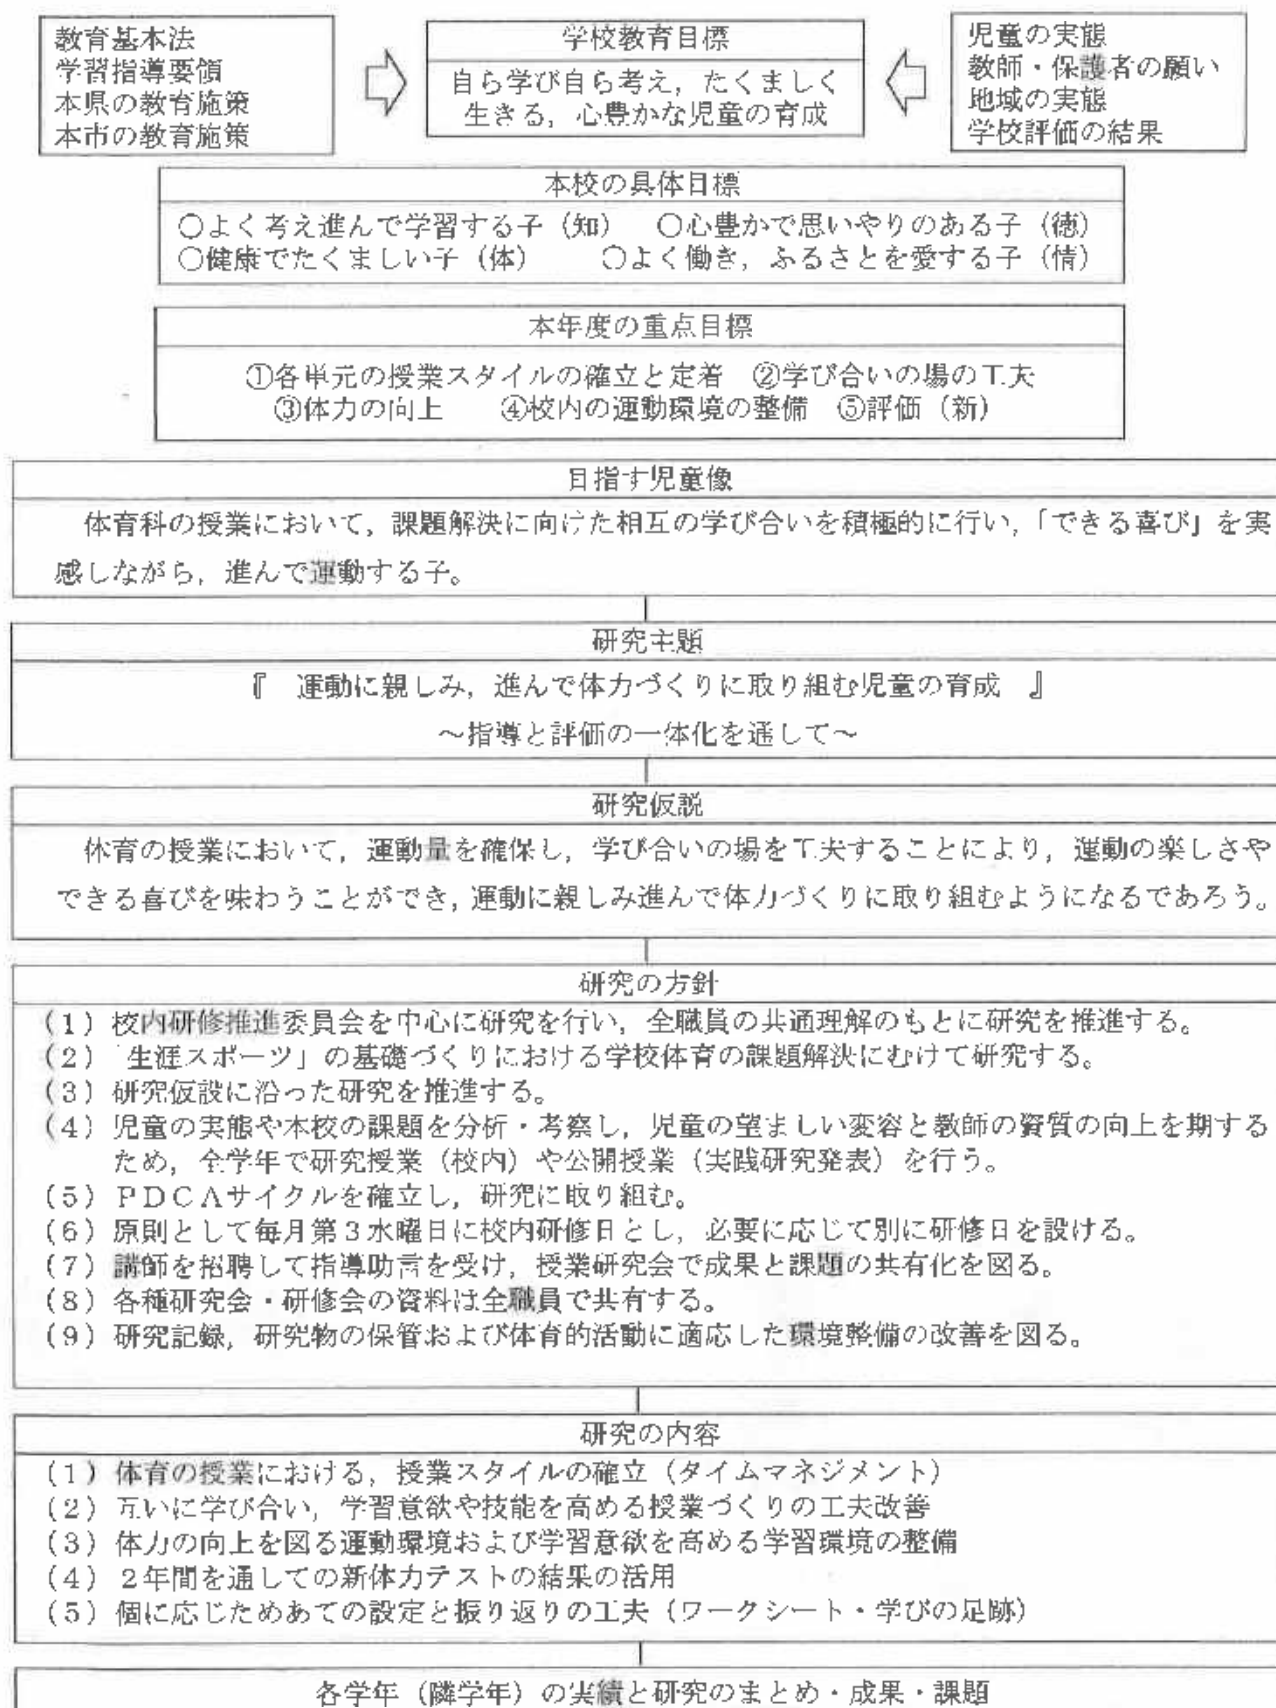 教育基本法
学習指導要領
本県の教育施策
本市の教育施策
学校教育目標
自ら学び自ら考え，たくましく
生きる，心豊かな児童の育成
児童の実態
教師・保護者の願い
地域の実態
学校評価の結果
本校の具体目標
○よく考え進んで学習する子（知）　○心豊かで思いやりのある子（徳）
○健康でたくましい子（体）　○よく働き，ふるさとを愛する子（情）
本年度の重点目標
①各単元の授業スタイルの確立と定着　②学び合いの場の工夫
③体力の向上　④校内の運動環境の整備　⑤評価（新）
目指す児童像
体育科の授業において，課題解決に向けた相互の学び合いを積極的に行い，「できる喜び」を実
感しながら，進んで運動する子。
研究主題
『　運動に親しみ，進んで体力づくりに取り組む児童の育成　』
～指導と評価の一体化を通して～
研究仮説
体育の授業において，運動量を確保し，学び合いの場を工夫することにより，運動の楽しさや
できる喜びを味わうことができ，運動に親しみ進んで体力づくりに取り組むようになるであろう。
研究の方針
（1）校内研修推進委員会を中心に研究を行い，全職員の共通理解のもとに研究を推進する。
（2）「生涯スポーツ」の基礎づくりにおける学校体育の課題解決にむけて研究する。
（3）研究仮設に沿った研究を推進する。
（4）児童の実態や本校の課題を分析・考察し，児童の望ましい変容と教師の資質の向上を期する
ため，全学年で研究授業（校内）や公開授業（実践研究発表）を行う。
（5）ＰＤＣＡサイクルを確立し，研究に取り組む。
（6）原則として毎月第３水曜日に校内研修日とし，必要に応じて別に研修日を設ける。
（7）講師を招聘して指導助言を受け，授業研究会で成果と課題の共有化を図る。
（8）各種研究会・研修会の資料は全職員で共有する。
（9）研究記録，研究物の保管および体育的活動に適応した環境整備の改善を図る。
研究の内容
（1）体育の授業における，授業スタイルの確立（タイムマネジメント）
（2）互いに学び合い，学習意欲や技能を高める授業づくりの工夫改善
（3）体力の向上を図る運動環境および学習意欲を高める学習環境の整備
（4）２年間を通しての新体力テストの結果の活用
（5）個に応じためあての設定と振り返りの工夫（ワークシート・学びの足跡）
各学年（隣学年）の実績と研究のまとめ・成果・課題